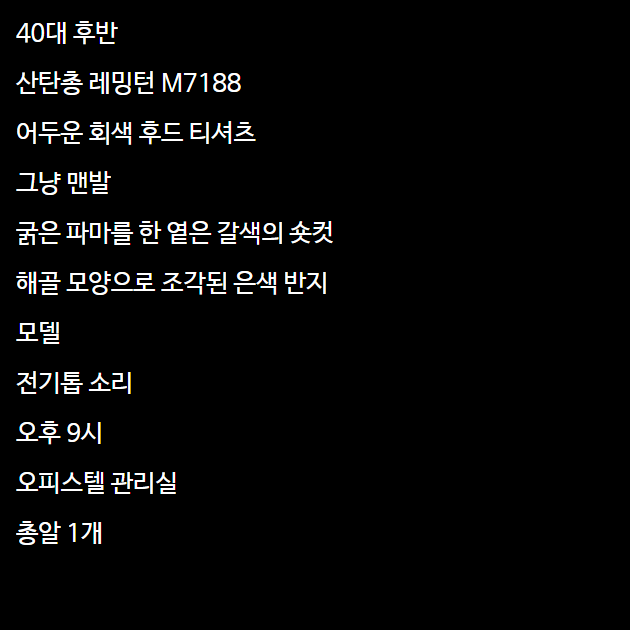 40대 후반
산탄총 레밍턴 M7188
어두운 회색 후드 티셔츠
그냥 맨발
굵은 파마를 한 옅은 갈색의 숏컷
해골 모양으로 조각된 은색 반지
모델
전기톱 소리
오후 9시
오피스텔 관리실
총알 1개